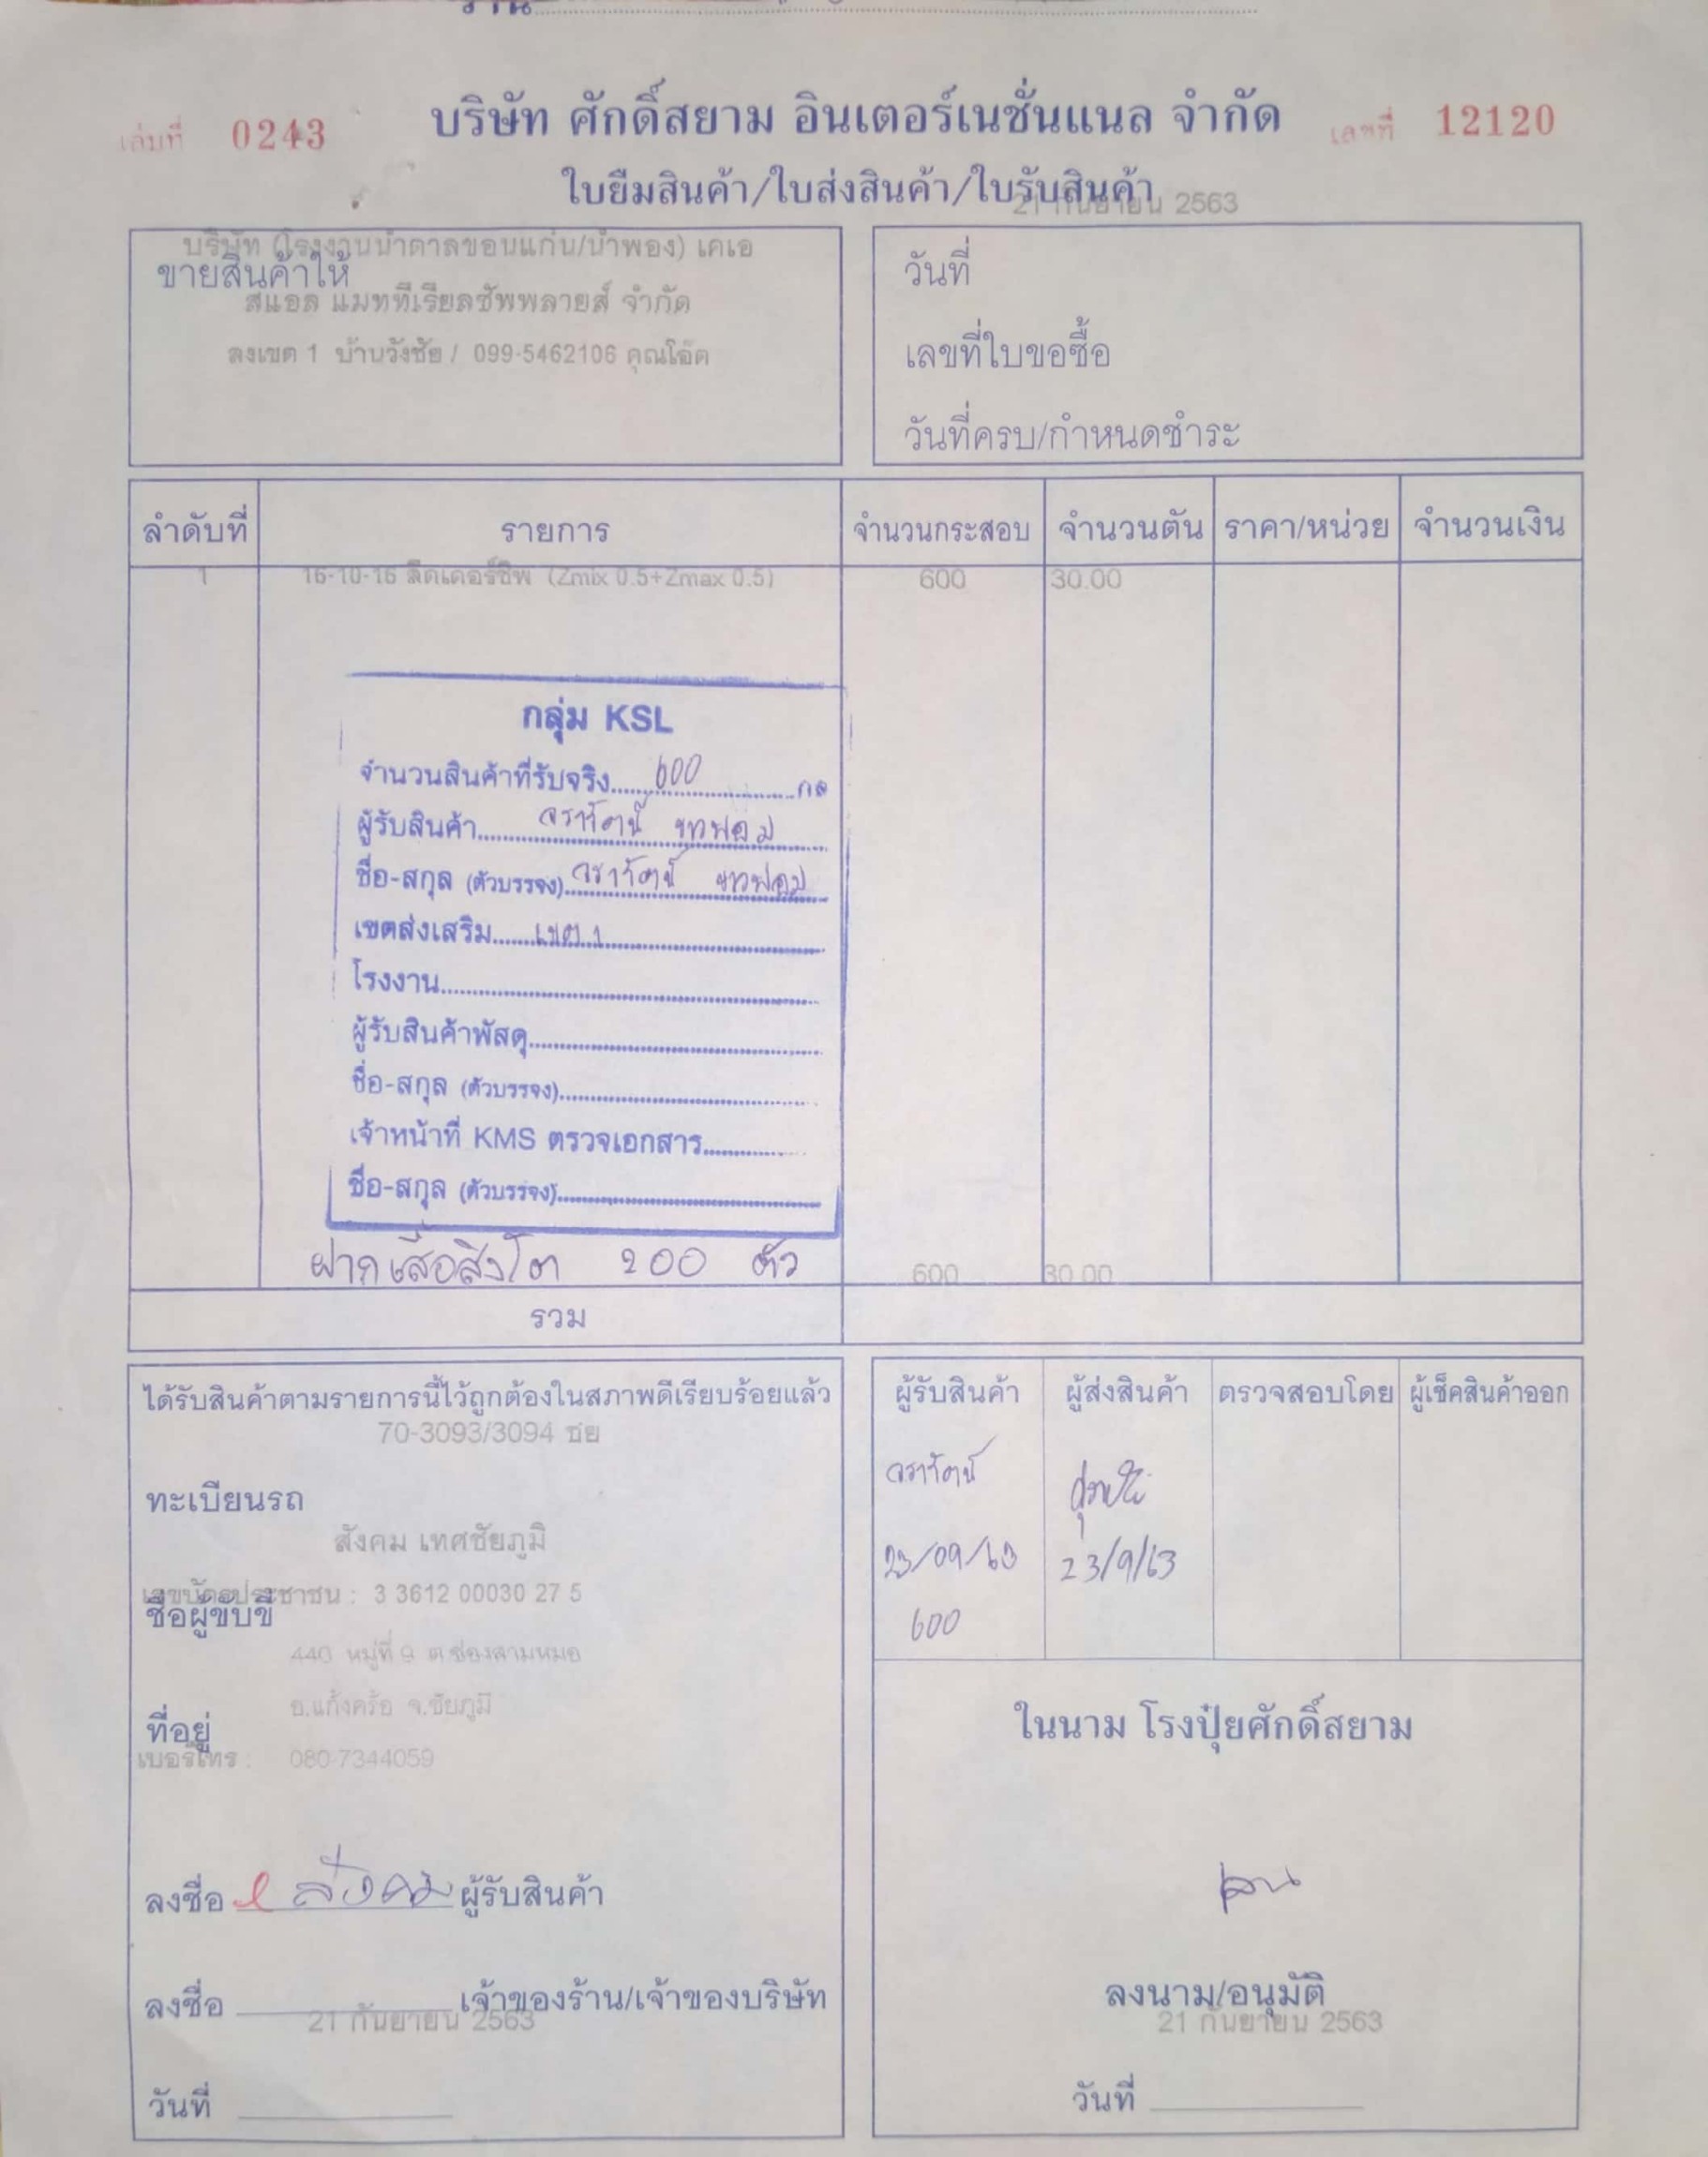 เล่มที่ 0243 บริษัท ศักดิ์สยาม อินเตอร์เนชั่นแนล จำกัด เลขที่ 12120
ใบยืมสินค้า/ใบส่งสินค้า/ใบรับสินค้า
21 กันยายน 2563
บริษัท (โรงงานน้ำตาลขอนแก่น/น้ำพอง) เคเอ
ขายสินค้าให้
สแอล แมททีเรียลซัพพลายส์ จำกัด
ลงเขต 1 บ้านวังชัย / 099-5462106 คุณโอ๊ต
วันที่
เลขที่ใบขอซื้อ
วันที่ครบ/กำหนดชำระ
ลำดับที่ รายการ จำนวนกระสอบ จำนวนตัน ราคา/หน่วย จำนวนเงิน
1 16-10-16 ลีดเดอร์ชิพ (Zmix 0.5+Zmax 0.5) 600 30.00
กลุ่ม KSL
จำนวนสินค้าที่รับจริง 600 กส
ผู้รับสินค้า วรารัตน์
ชื่อ-สกุล (ตัวบรรจง) วรารัตน์
เขตส่งเสริม เขต 1
โรงงาน
ผู้รับสินค้าพัสดุ
ชื่อ-สกุล (ตัวบรรจง)
เจ้าหน้าที่ KMS ตรวจเอกสาร
ชื่อ-สกุล (ตัวบรรจง)
ฝากเสื้อสิงโต 200 ตัว 600 30.00
รวม
ได้รับสินค้าตามรายการนี้ไว้ถูกต้องในสภาพดีเรียบร้อยแล้ว
70-3093/3094 ชย
ทะเบียนรถ
สังคม เทศชัยภูมิ
เลขบัตรประชาชน : 3 3612 00030 27 5
ชื่อผู้ขับขี่
440 หมู่ที่ 9 ต.ช่องสามหมอ
อ.แก้งคร้อ จ.ชัยภูมิ
ที่อยู่
เบอร์โทร : 080-7344059
ลงชื่อ สังคม ผู้รับสินค้า
ลงชื่อ เจ้าของร้าน/เจ้าของบริษัท
21 กันยายน 2563
วันที่
ผู้รับสินค้า ผู้ส่งสินค้า ตรวจสอบโดย ผู้เช็คสินค้าออก
วรารัตน์
23/09/63 23/9/63
600
ในนาม โรงปุ๋ยศักดิ์สยาม
ลงนาม/อนุมัติ
21 กันยายน 2563
วันที่